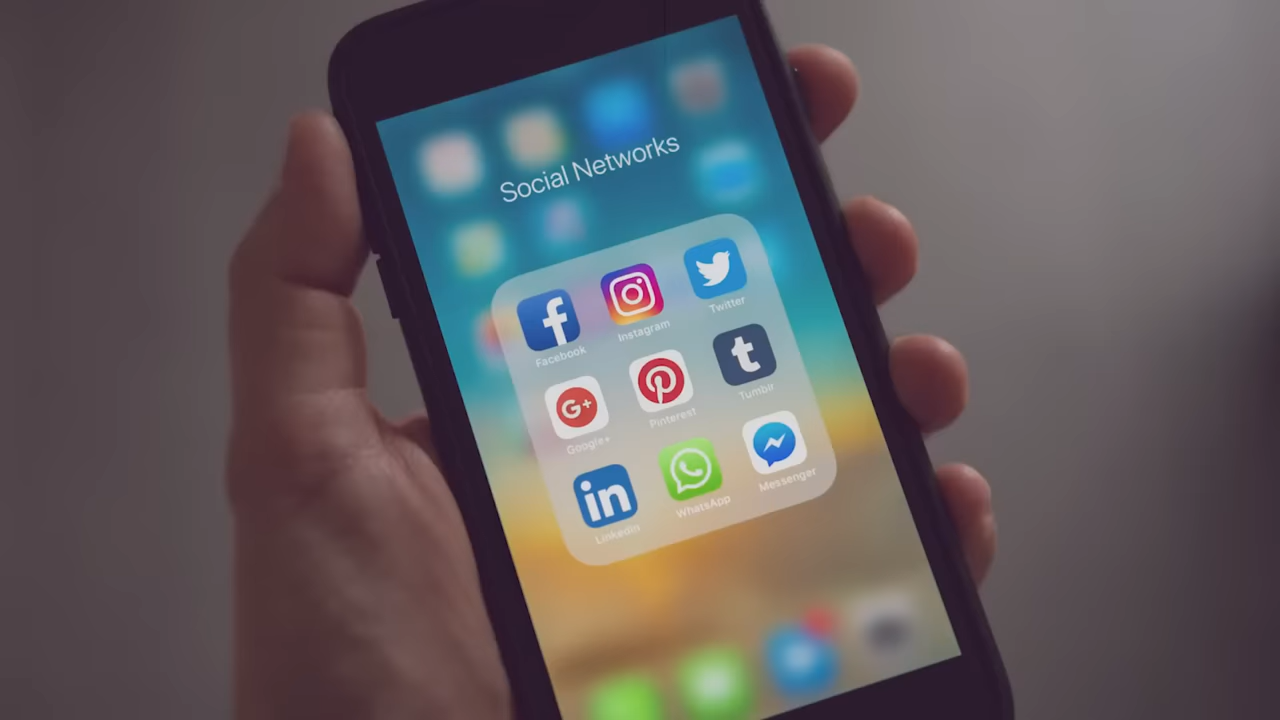 Social Networks
Facebook
Instagram
Twitter
Google+
Pinterest
Tumblr
LinkedIn
WhatsApp
Messenger